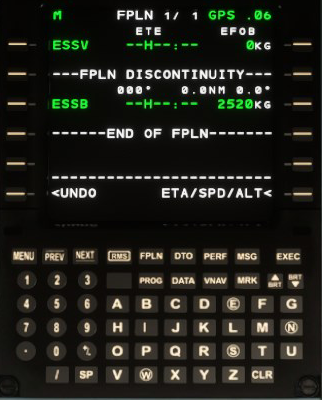 M FPLN 1/ 1 GPS .06
ETE EFOB
ESSV --H--:-- 0KG
---FPLN DISCONTINUITY---
000° 0.0NM 0.0°
ESSB --H--:-- 2520KG
------END OF FPLN-------
------------------------
<UNDO ETA/SPD/ALT<
MENU PREV NEXT RMS FPLN DTO PERF MSG EXEC
1 2 3 PROG DATA VNAV MRK ▲ BRT BRT ▼
4 5 6 A B C D E F G
7 8 9 H I J K L M N
. 0 +/- O P Q R S T U
/ SP V W X Y Z CLR